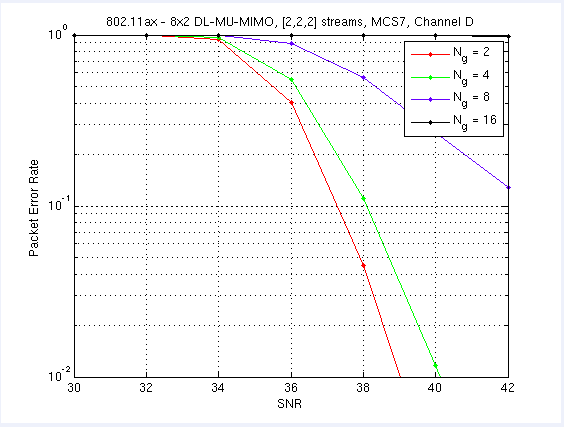 802.11ax - 8x2 DL-MU-MIMO, [2,2,2] streams, MCS7, Channel D
10^0
N_g = 2
N_g = 4
N_g = 8
N_g = 16
Packet Error Rate
10^-1
10^-2
30 32 34 36 38 40 42
SNR